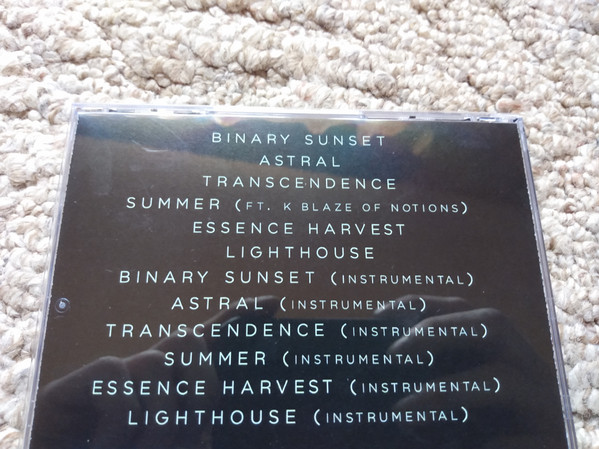 BINARY SUNSET
ASTRAL
TRANSCENDENCE
SUMMER (FT. K BLAZE OF NOTIONS)
ESSENCE HARVEST
LIGHTHOUSE
BINARY SUNSET (INSTRUMENTAL)
ASTRAL (INSTRUMENTAL)
TRANSCENDENCE (INSTRUMENTAL)
SUMMER (INSTRUMENTAL)
ESSENCE HARVEST (INSTRUMENTAL)
LIGHTHOUSE (INSTRUMENTAL)